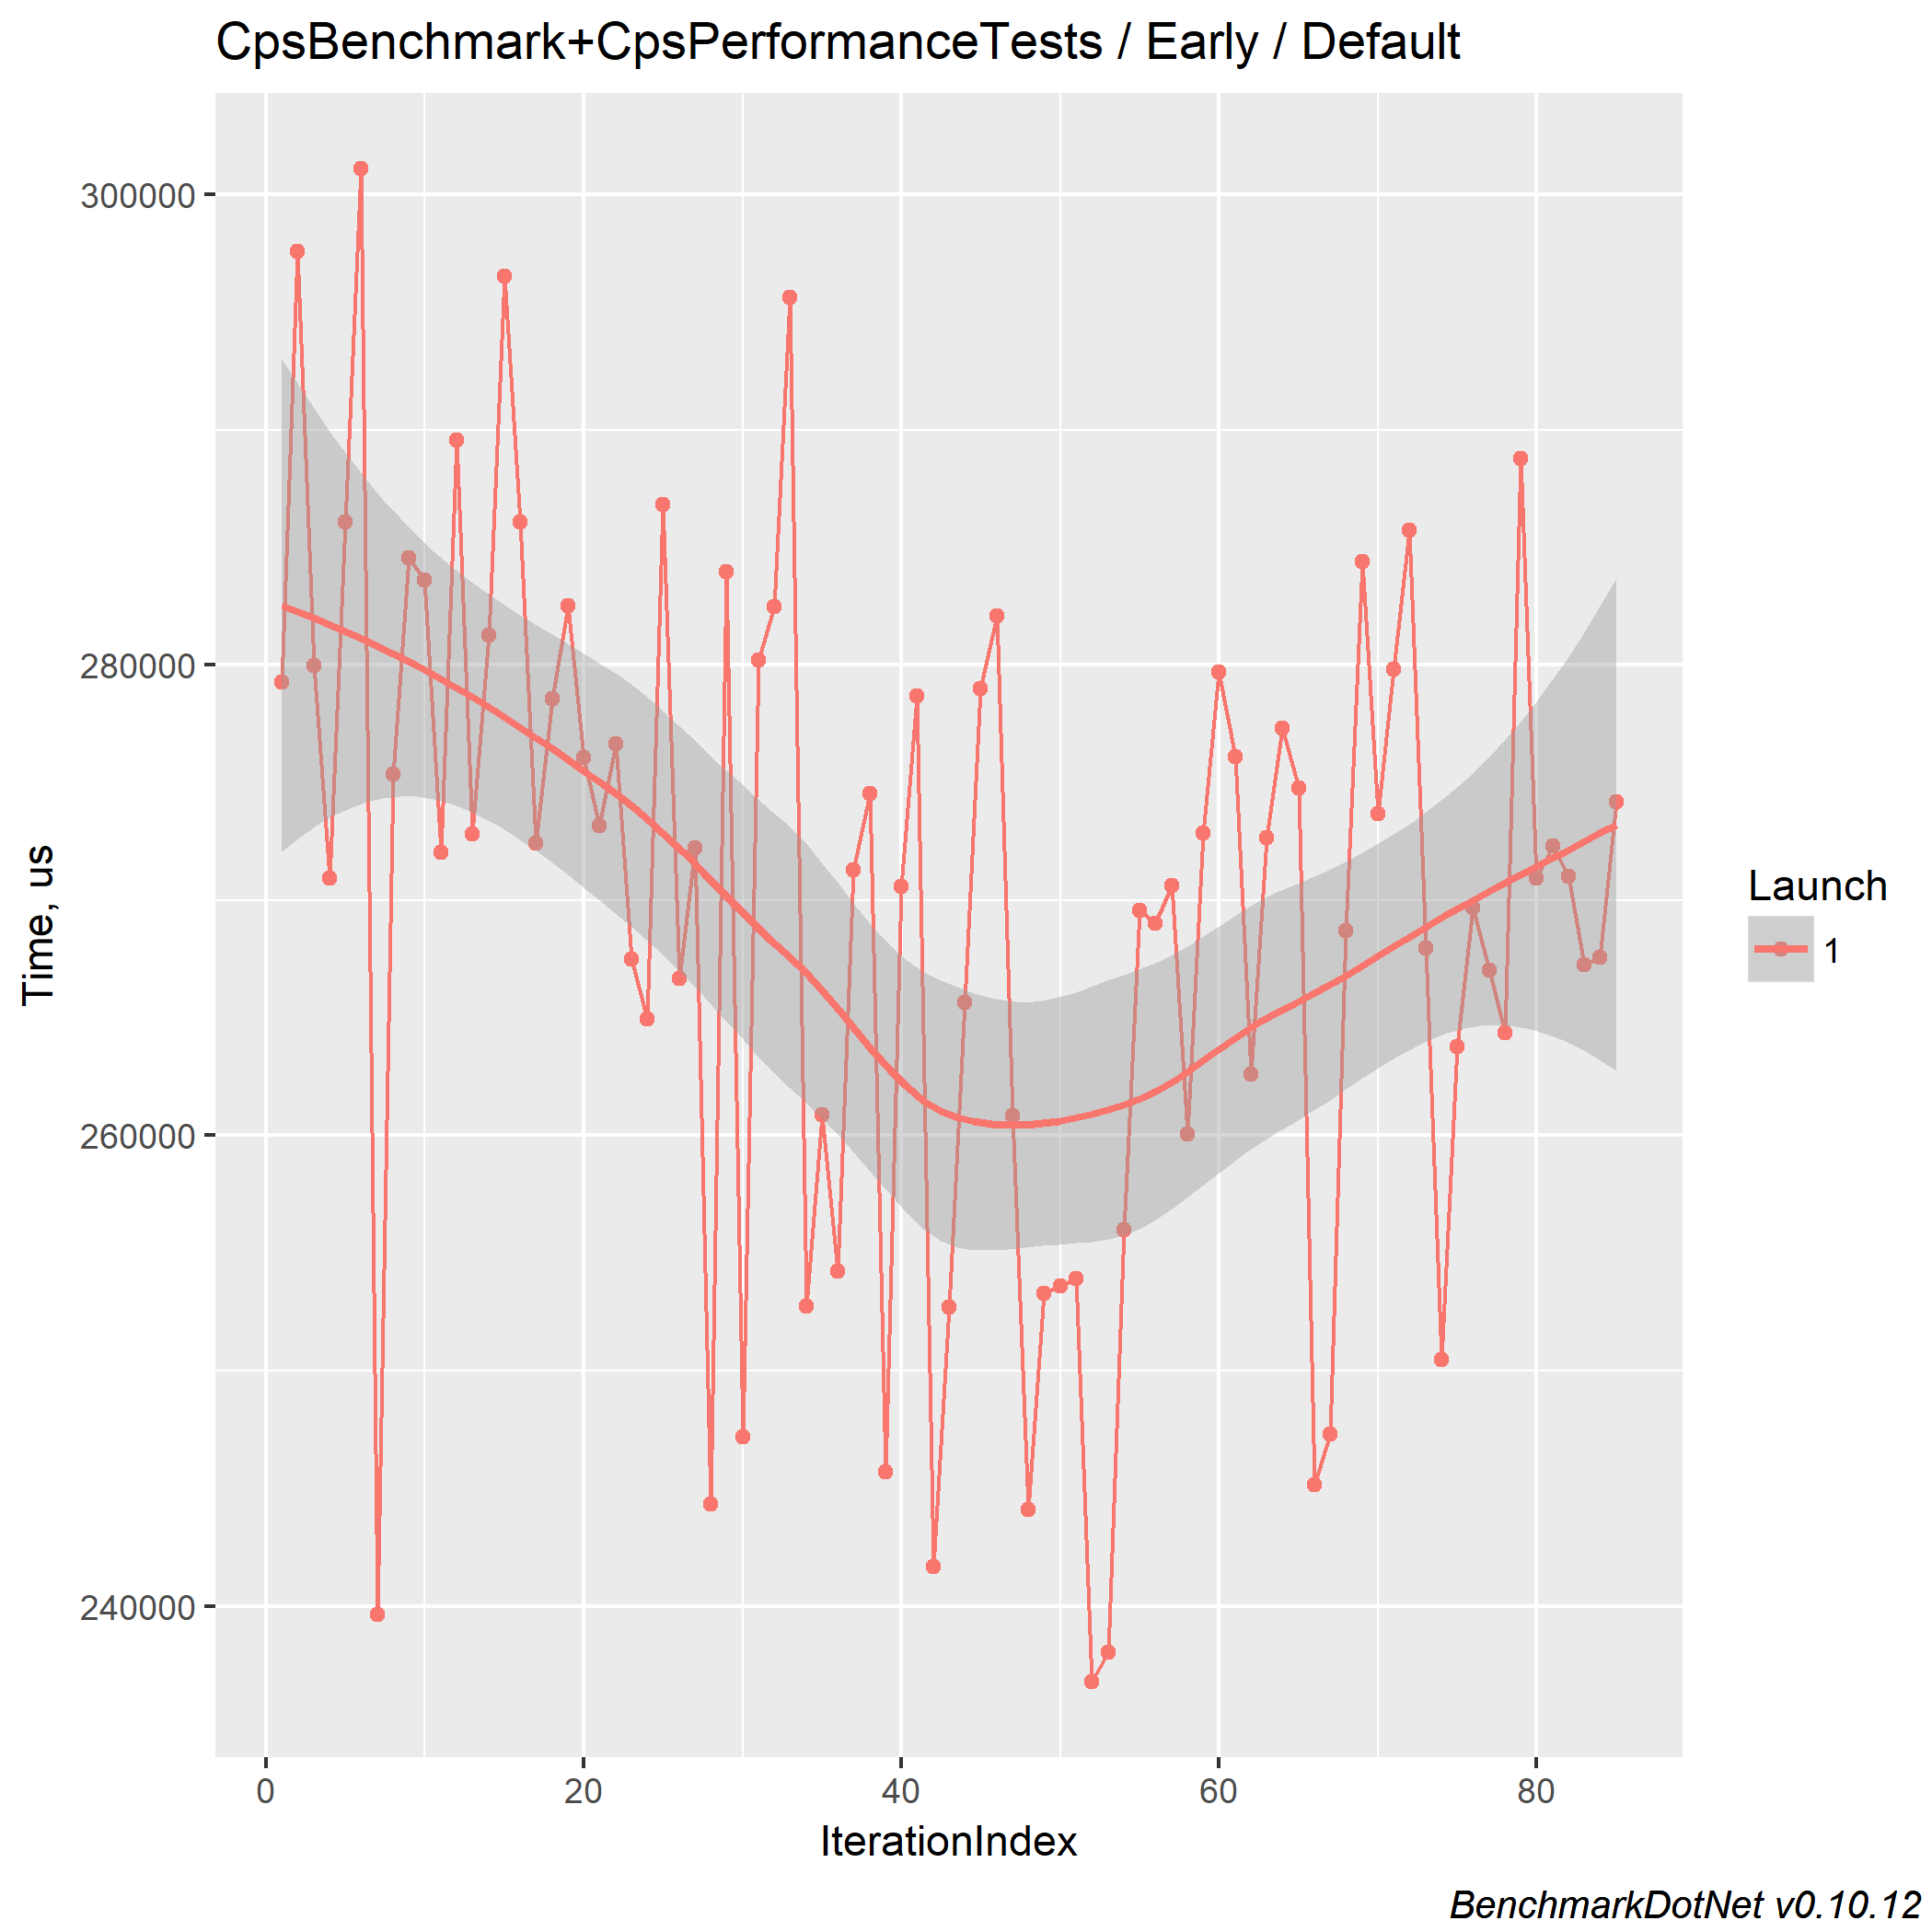 CpsBenchmark+CpsPerformanceTests / Early / Default
300000
280000
260000
240000
Time, us
0 20 40 60 80
IterationIndex
Launch
1
BenchmarkDotNet v0.10.12